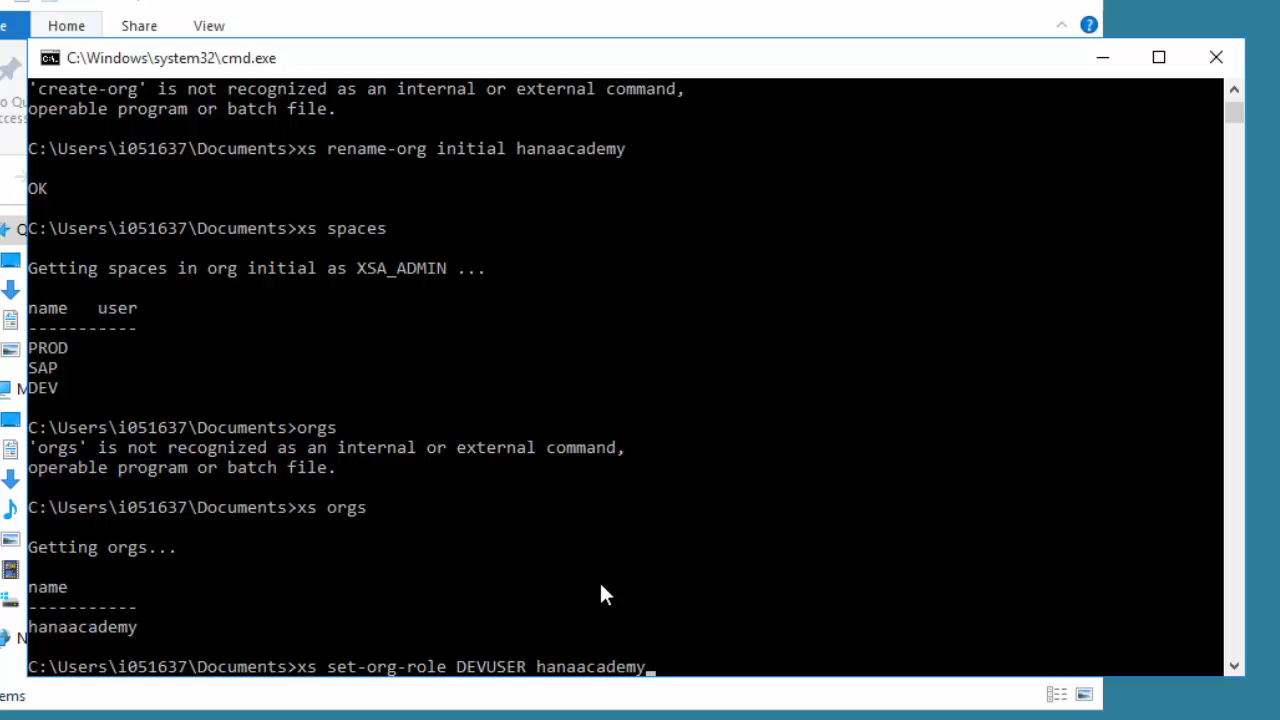 Home Share View
C:\Windows\system32\cmd.exe
'create-org' is not recognized as an internal or external command,
operable program or batch file.
C:\Users\i051637\Documents>xs rename-org initial hanaacademy
OK
C:\Users\i051637\Documents>xs spaces
Getting spaces in org initial as XSA_ADMIN ...
name user
-----------
PROD
SAP
DEV
C:\Users\i051637\Documents>orgs
'orgs' is not recognized as an internal or external command,
operable program or batch file.
C:\Users\i051637\Documents>xs orgs
Getting orgs...
name
-----------
hanaacademy
C:\Users\i051637\Documents>xs set-org-role DEVUSER hanaacademy_